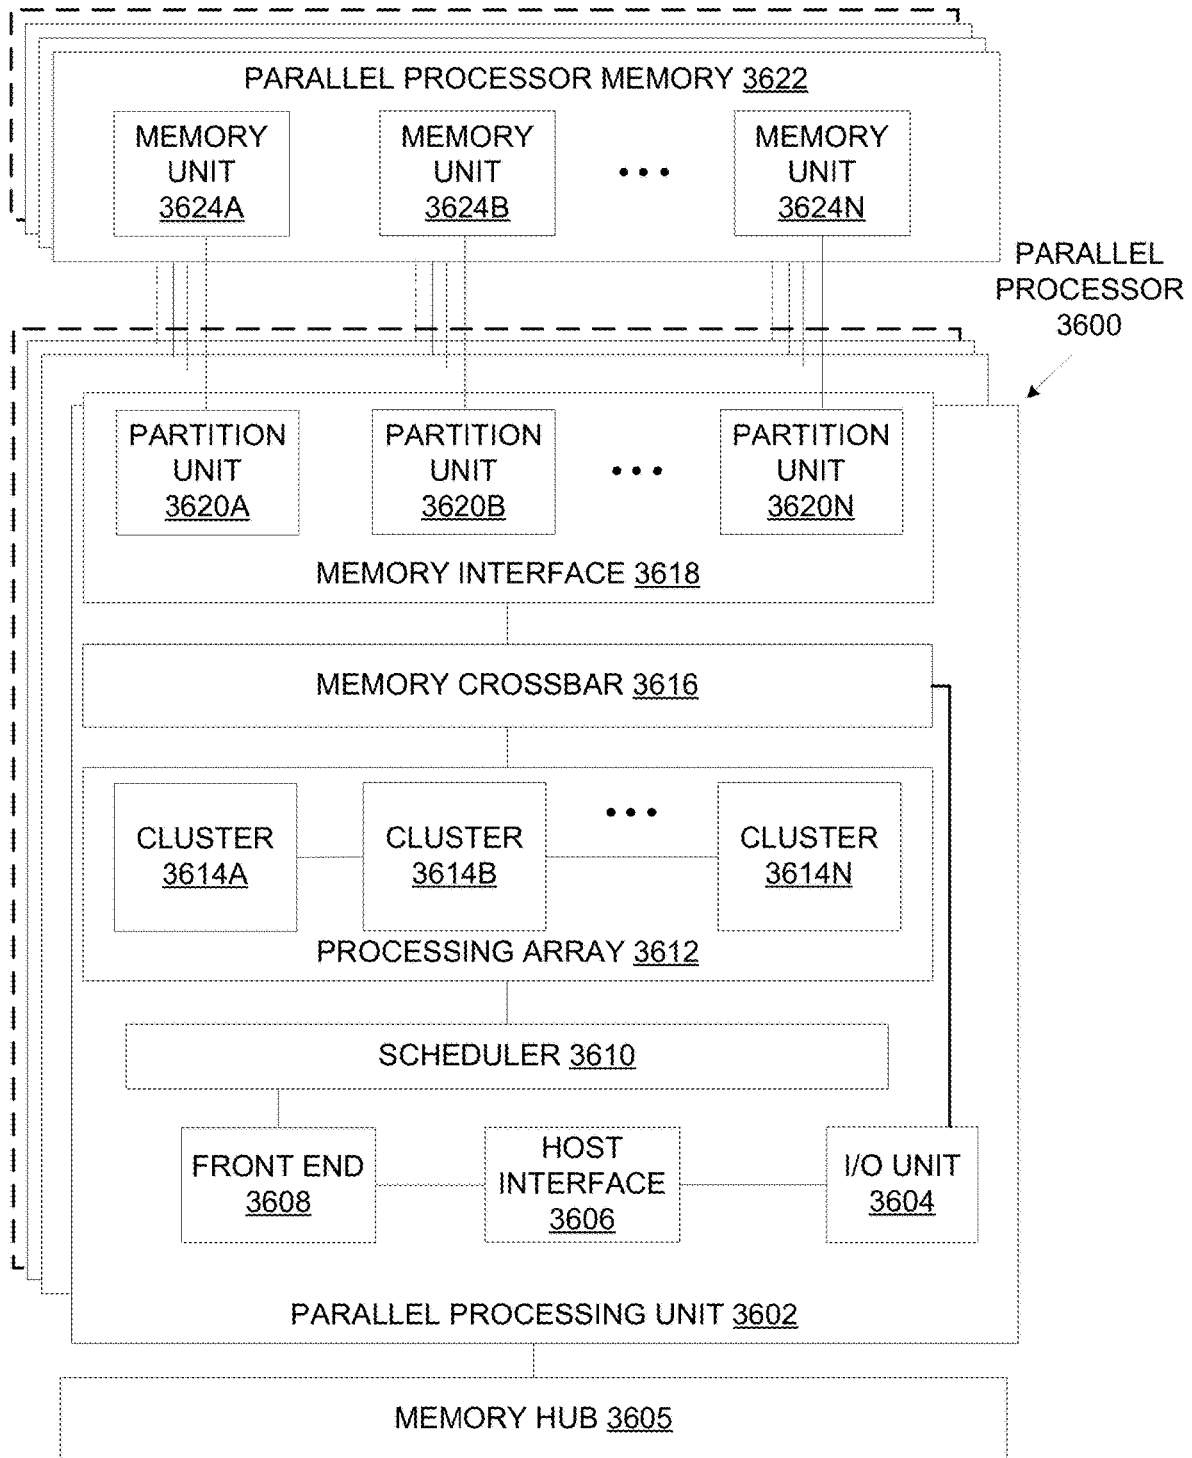 PARALLEL PROCESSOR MEMORY 3622
MEMORY
UNIT
3624A
MEMORY
UNIT
3624B
MEMORY
UNIT
3624N
PARALLEL
PROCESSOR
3600
PARTITION
UNIT
3620A
PARTITION
UNIT
3620B
PARTITION
UNIT
3620N
MEMORY INTERFACE 3618
MEMORY CROSSBAR 3616
CLUSTER
3614A
CLUSTER
3614B
CLUSTER
3614N
PROCESSING ARRAY 3612
SCHEDULER 3610
FRONT END
3608
HOST
INTERFACE
3606
I/O UNIT
3604
PARALLEL PROCESSING UNIT 3602
MEMORY HUB 3605